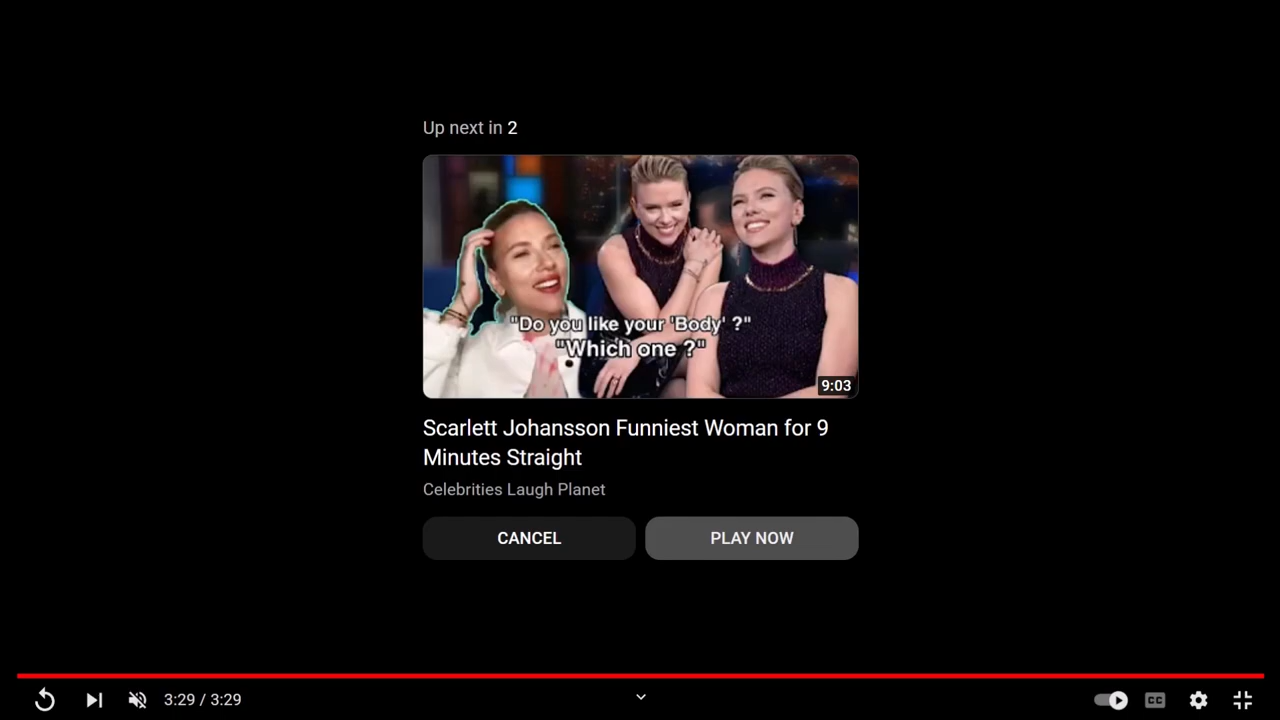 Up next in 2
"Do you like your 'Body' ?"
"Which one ?"
9:03
Scarlett Johansson Funniest Woman for 9
Minutes Straight
Celebrities Laugh Planet
CANCEL
PLAY NOW
3:29 / 3:29
CC